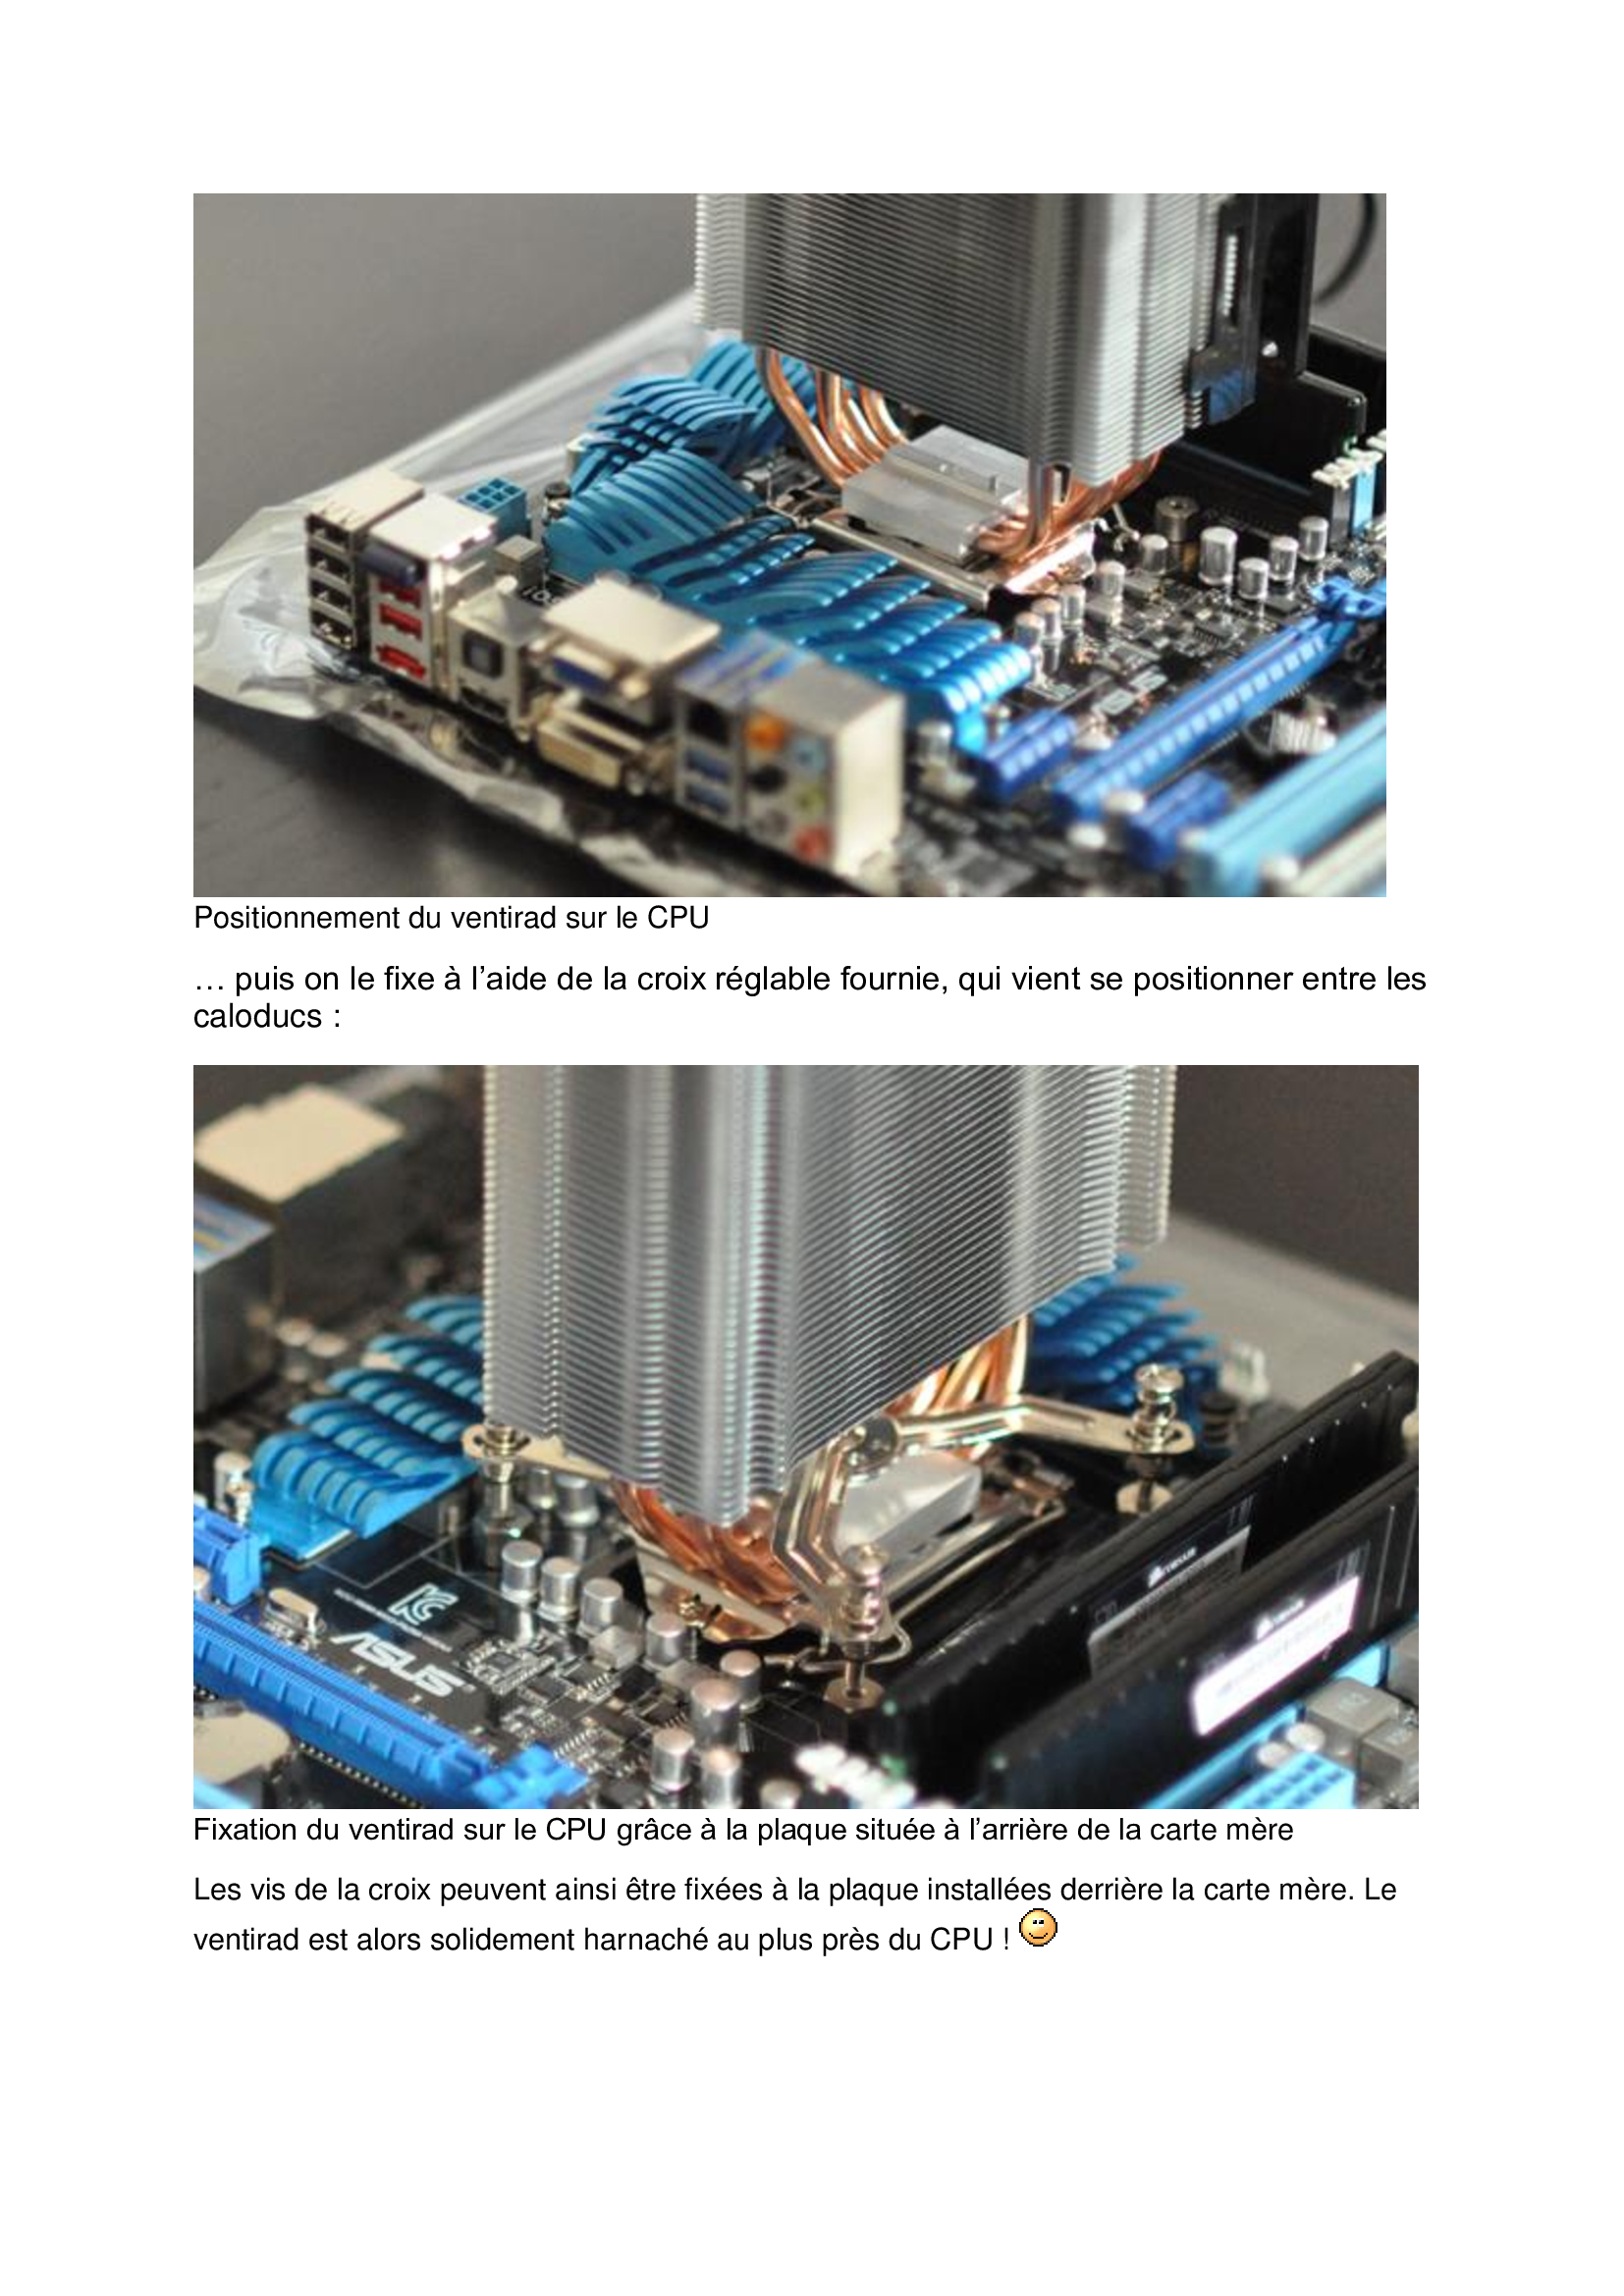 Positionnement du ventirad sur le CPU
… puis on le fixe à l’aide de la croix réglable fournie, qui vient se positionner entre les
caloducs :
ASUS
Fixation du ventirad sur le CPU grâce à la plaque située à l’arrière de la carte mère
Les vis de la croix peuvent ainsi être fixées à la plaque installées derrière la carte mère. Le
ventirad est alors solidement harnaché au plus près du CPU !